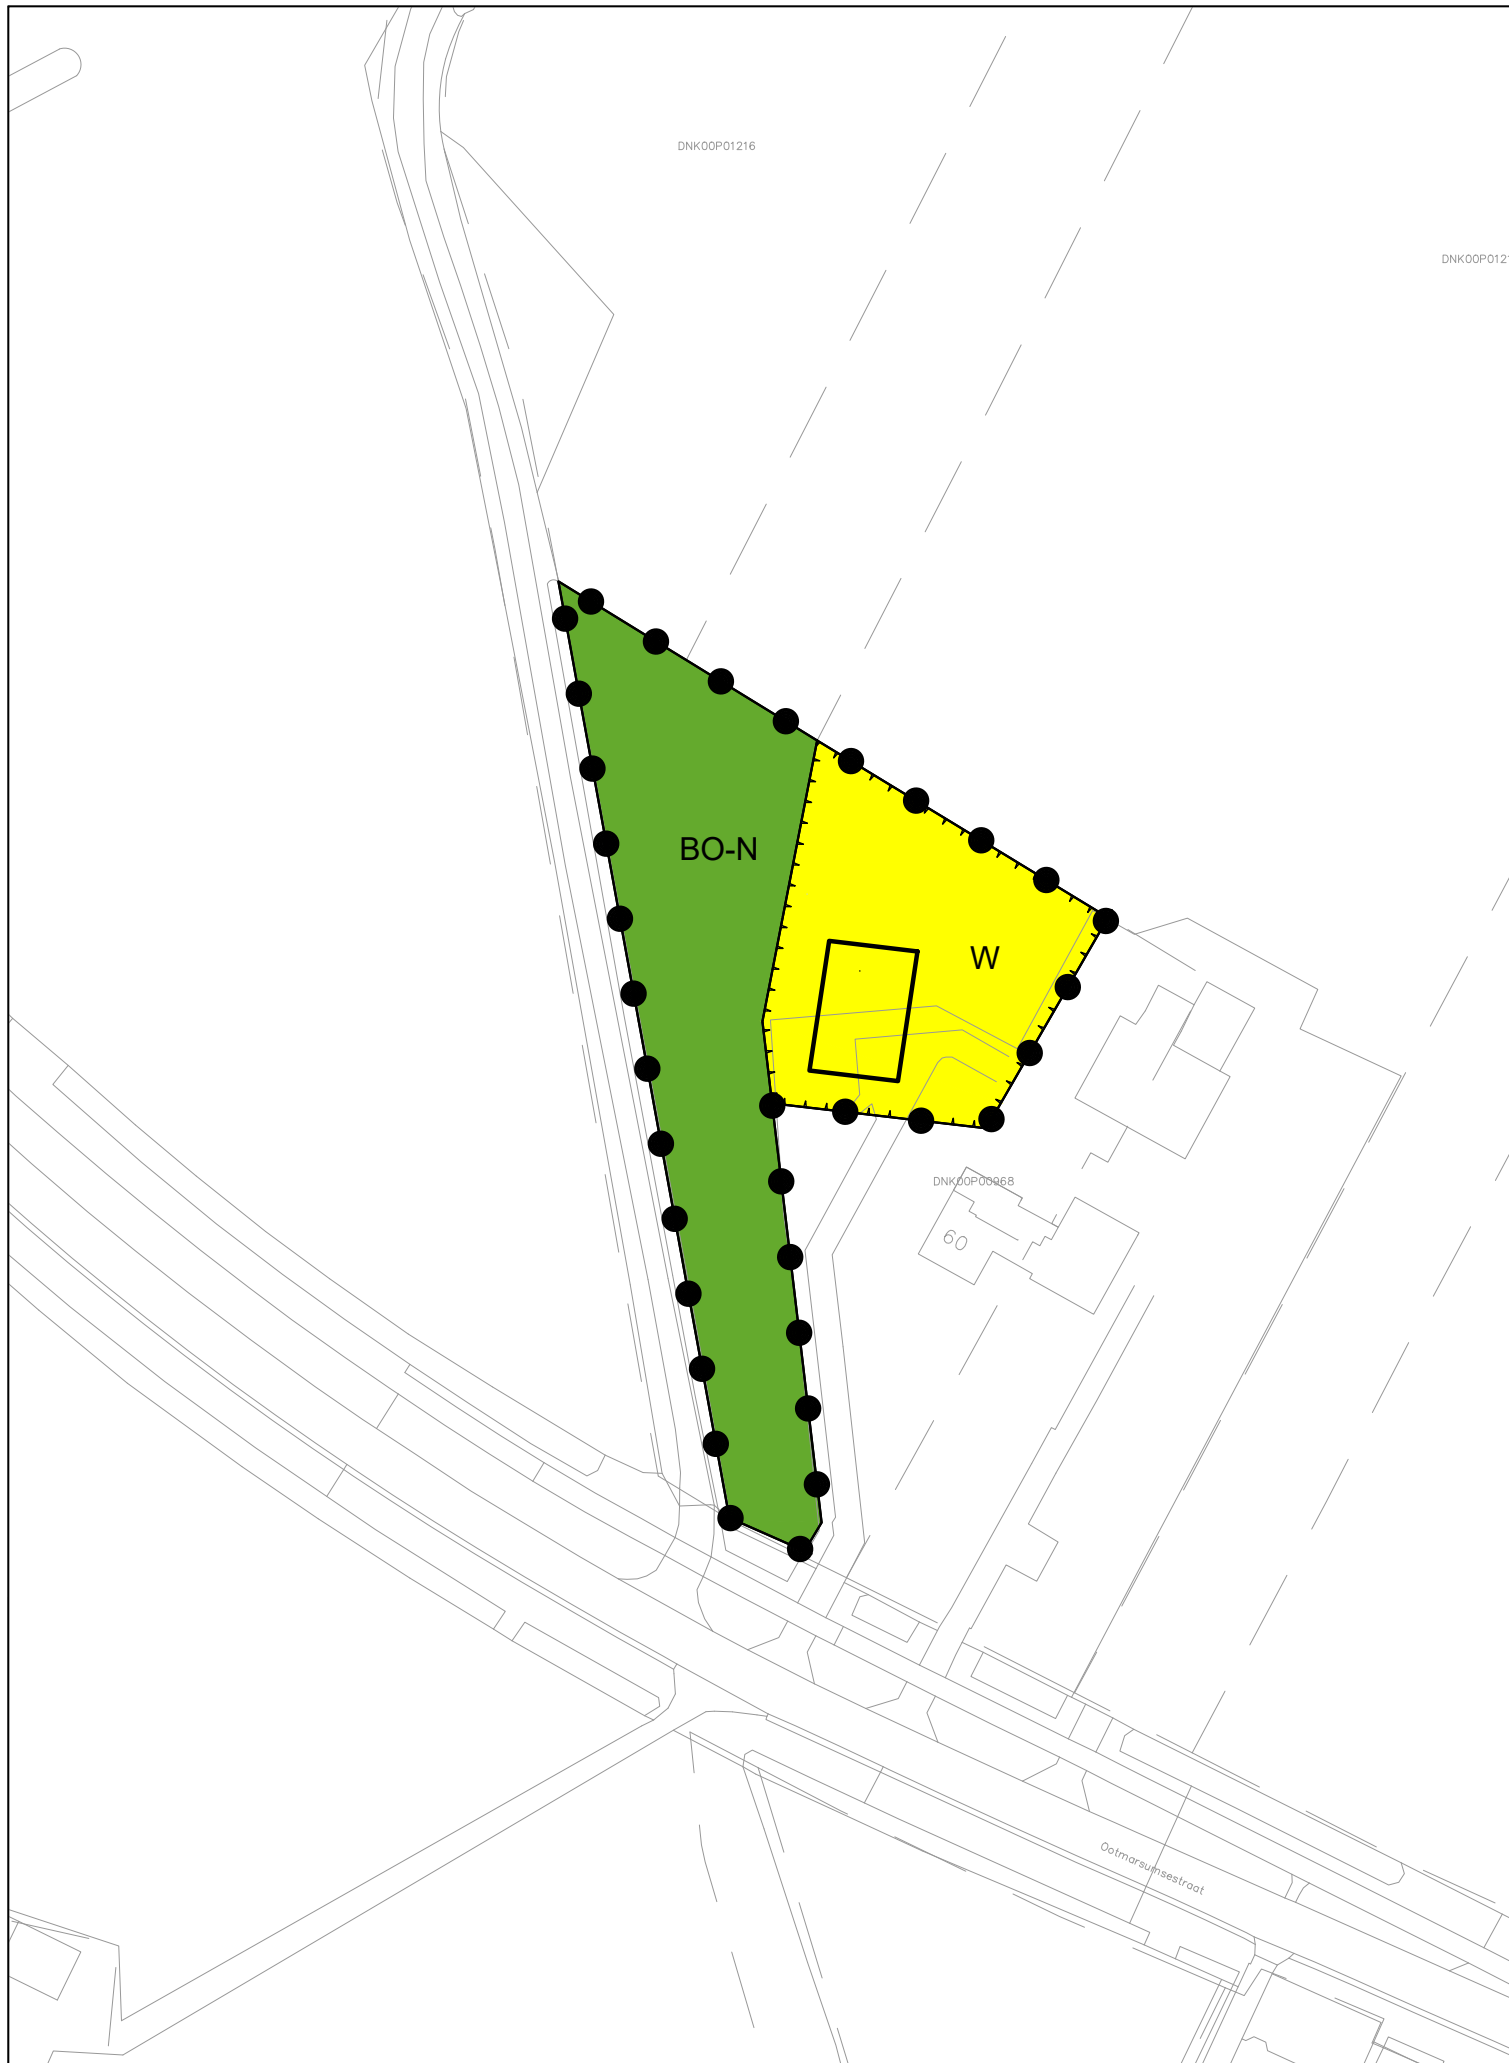 DNK00P01216
DNK00P0121
BO-N
W
DNK00P00968
60
Ootmarsumsestraat